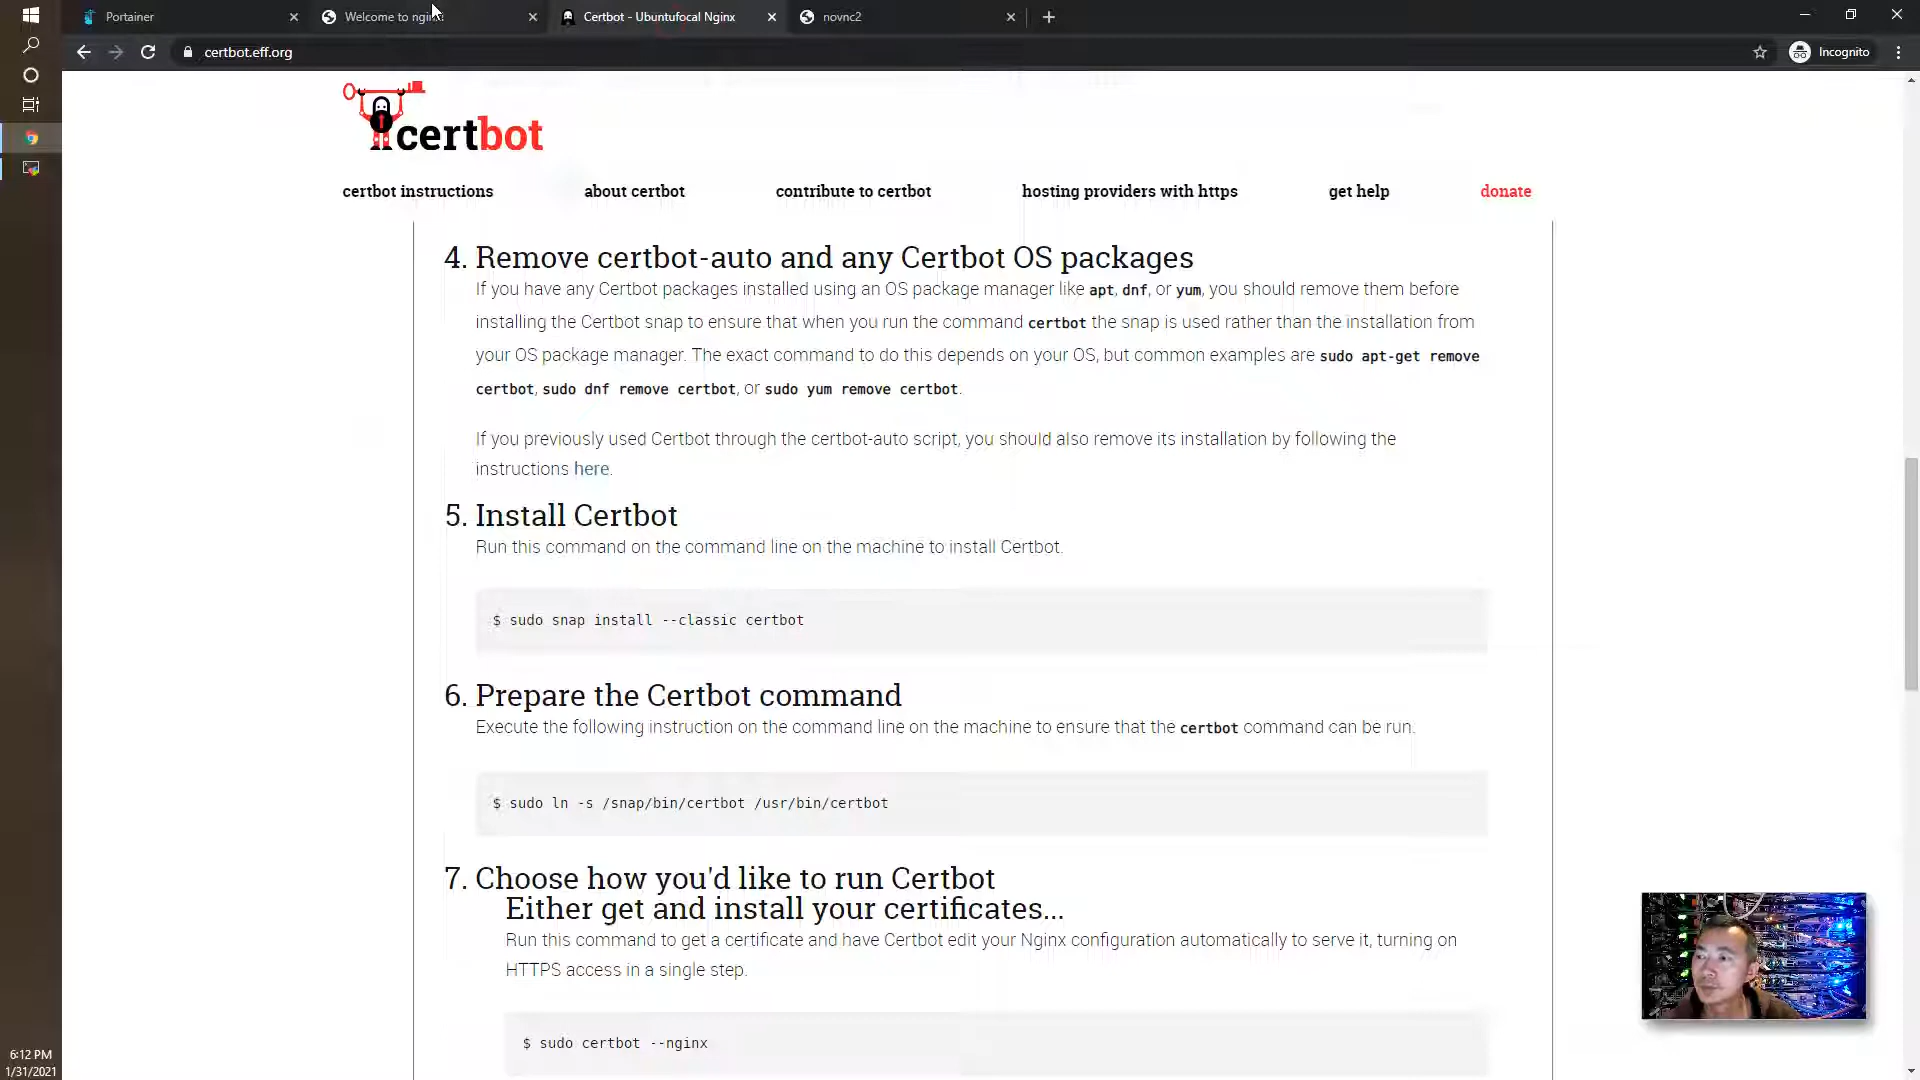 Portainer
Welcome to nginx
Certbot - Ubuntufocal Nginx
novnc2
certbot.eff.org
Incognito
certbot
certbot instructions
about certbot
contribute to certbot
hosting providers with https
get help
donate
4. Remove certbot-auto and any Certbot OS packages
If you have any Certbot packages installed using an OS package manager like apt, dnf, or yum, you should remove them before
installing the Certbot snap to ensure that when you run the command certbot the snap is used rather than the installation from
your OS package manager. The exact command to do this depends on your OS, but common examples are sudo apt-get remove
certbot, sudo dnf remove certbot, or sudo yum remove certbot.
If you previously used Certbot through the certbot-auto script, you should also remove its installation by following the
instructions here.
5. Install Certbot
Run this command on the command line on the machine to install Certbot.
$ sudo snap install --classic certbot
6. Prepare the Certbot command
Execute the following instruction on the command line on the machine to ensure that the certbot command can be run.
$ sudo ln -s /snap/bin/certbot /usr/bin/certbot
7. Choose how you'd like to run Certbot
Either get and install your certificates...
Run this command to get a certificate and have Certbot edit your Nginx configuration automatically to serve it, turning on
HTTPS access in a single step.
$ sudo certbot --nginx
6:12 PM
1/31/2021